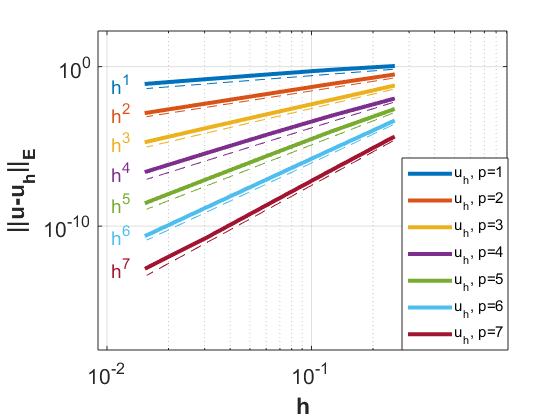 10^0
h^1
h^2
h^3
h^4
h^5
h^6
h^7
10^-10
||u-u_h||_E
u_h, p=1
u_h, p=2
u_h, p=3
u_h, p=4
u_h, p=5
u_h, p=6
u_h, p=7
10^-2
10^-1
h